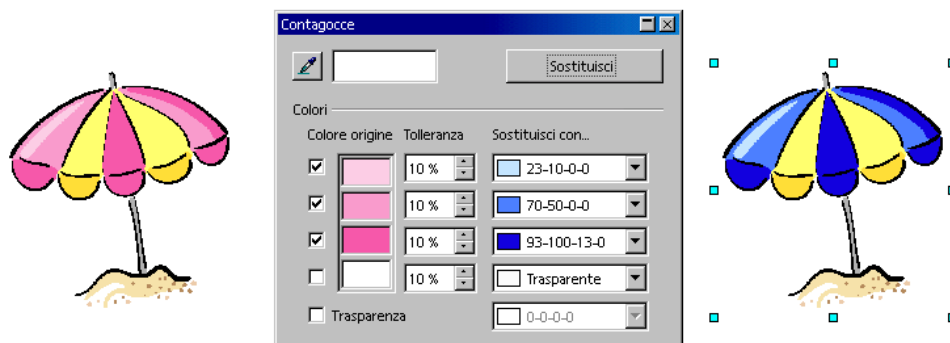 Contagocce
Sostituisci
Colori
Colore origine Tolleranza Sostituisci con...
10 % 23-10-0-0
10 % 70-50-0-0
10 % 93-100-13-0
10 % Trasparente
Trasparenza 0-0-0-0